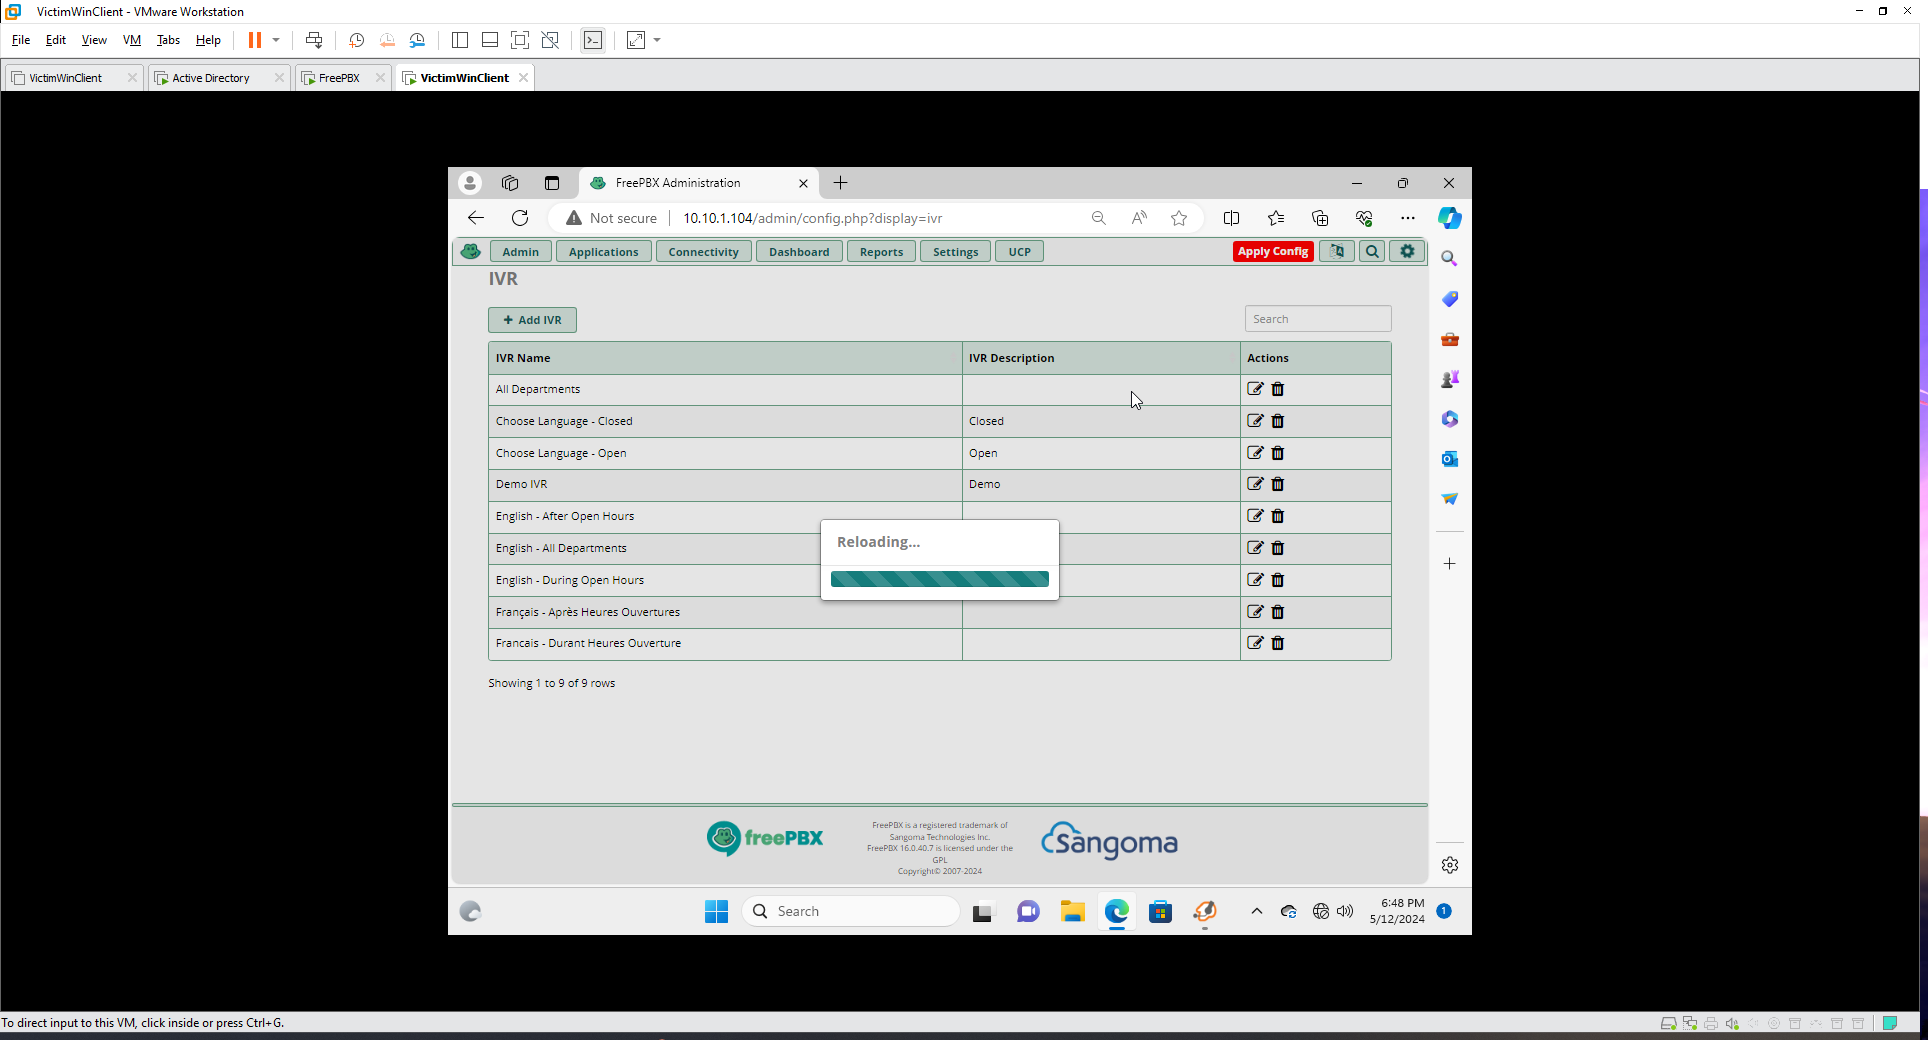 VictimWinClient - VMware Workstation
File Edit View VM Tabs Help
VictimWinClient Active Directory FreePBX VictimWinClient
FreePBX Administration
Not secure 10.10.1.104/admin/config.php?display=ivr
Admin Applications Connectivity Dashboard Reports Settings UCP Apply Config
IVR
+ Add IVR Search
IVR Name IVR Description Actions
All Departments
Choose Language - Closed Closed
Choose Language - Open Open
Demo IVR Demo
English - After Open Hours
English - All Departments
English - During Open Hours
Français - Après Heures Ouvertures
Francais - Durant Heures Ouverture
Reloading...
Showing 1 to 9 of 9 rows
freePBX
FreePBX is a registered trademark of
Sangoma Technologies Inc.
FreePBX 16.0.40.7 is licensed under the
GPL
Copyright© 2007-2024
Sangoma
Search
6:48 PM
5/12/2024
1
To direct input to this VM, click inside or press Ctrl+G.